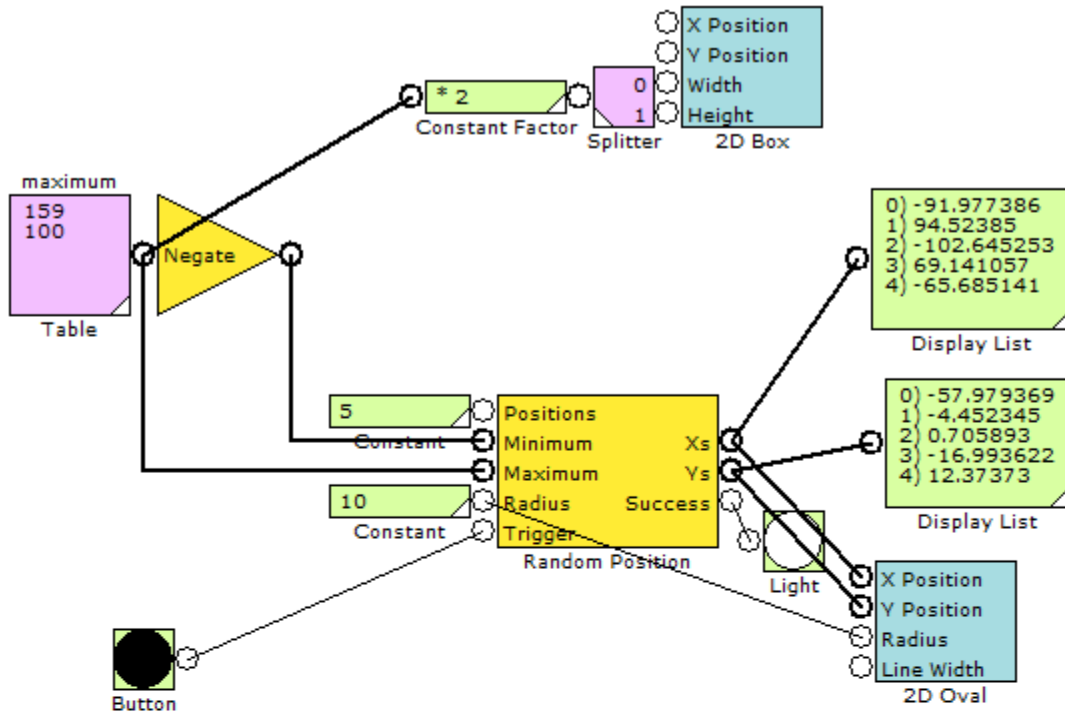 X Position
Y Position
Width
Height
2D Box
* 2
Constant Factor
0
1
Splitter
maximum
159
100
Table
Negate
0) -91.977386
1) 94.52385
2) -102.645253
3) 69.141057
4) -65.685141
Display List
0) -57.979369
1) -4.452345
2) 0.705893
3) -16.993622
4) 12.37373
Display List
5
Constant
10
Constant
Positions
Minimum
Maximum
Radius
Trigger
Xs
Ys
Success
Random Position
Light
X Position
Y Position
Radius
Line Width
2D Oval
Button